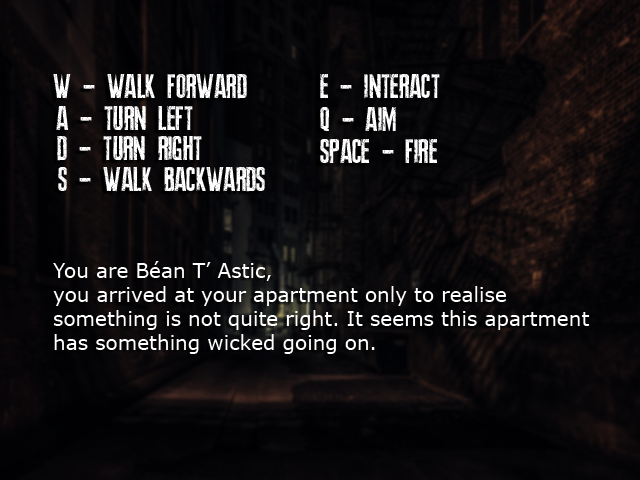 W - WALK FORWARD
A - TURN LEFT
D - TURN RIGHT
S - WALK BACKWARDS
E - INTERACT
Q - AIM
SPACE - FIRE
You are Béan T’ Astic,
you arrived at your apartment only to realise
something is not quite right. It seems this apartment
has something wicked going on.